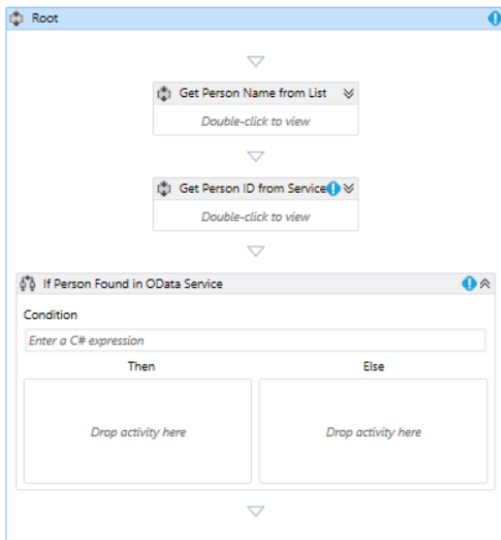 Root
Get Person Name from List
Double-click to view
Get Person ID from Service
Double-click to view
If Person Found in OData Service
Condition
Enter a C# expression
Then Else
Drop activity here Drop activity here